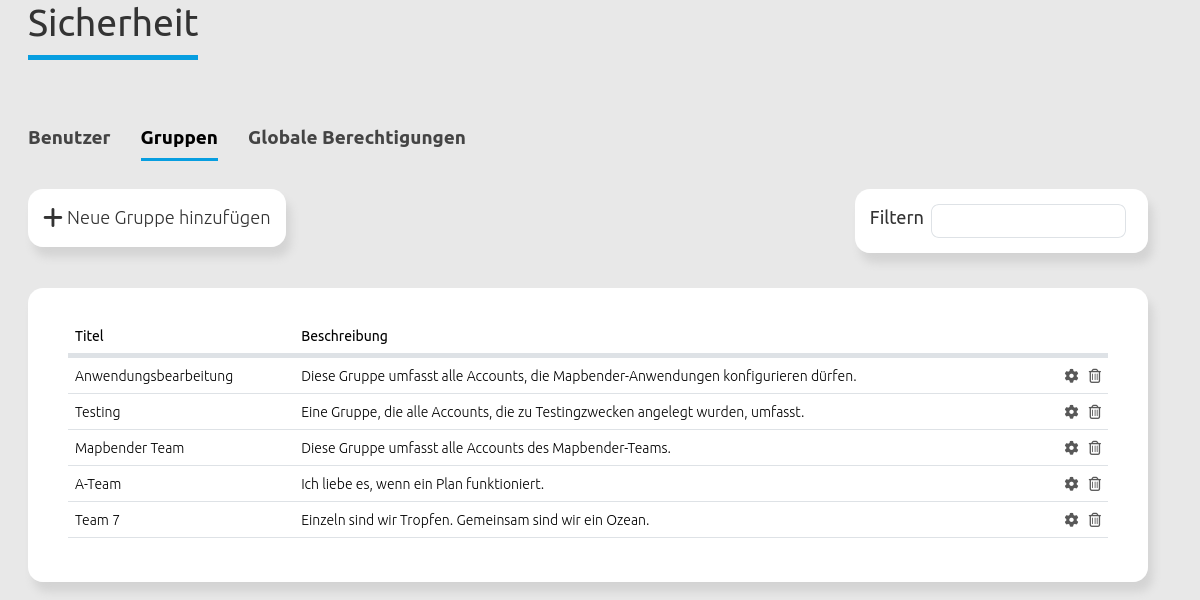 Sicherheit
Benutzer Gruppen Globale Berechtigungen
Neue Gruppe hinzufügen Filtern
Titel Beschreibung
Anwendungsbearbeitung Diese Gruppe umfasst alle Accounts, die Mapbender-Anwendungen konfigurieren dürfen.
Testing Eine Gruppe, die alle Accounts, die zu Testingzwecken angelegt wurden, umfasst.
Mapbender Team Diese Gruppe umfasst alle Accounts des Mapbender-Teams.
A-Team Ich liebe es, wenn ein Plan funktioniert.
Team 7 Einzeln sind wir Tropfen. Gemeinsam sind wir ein Ozean.